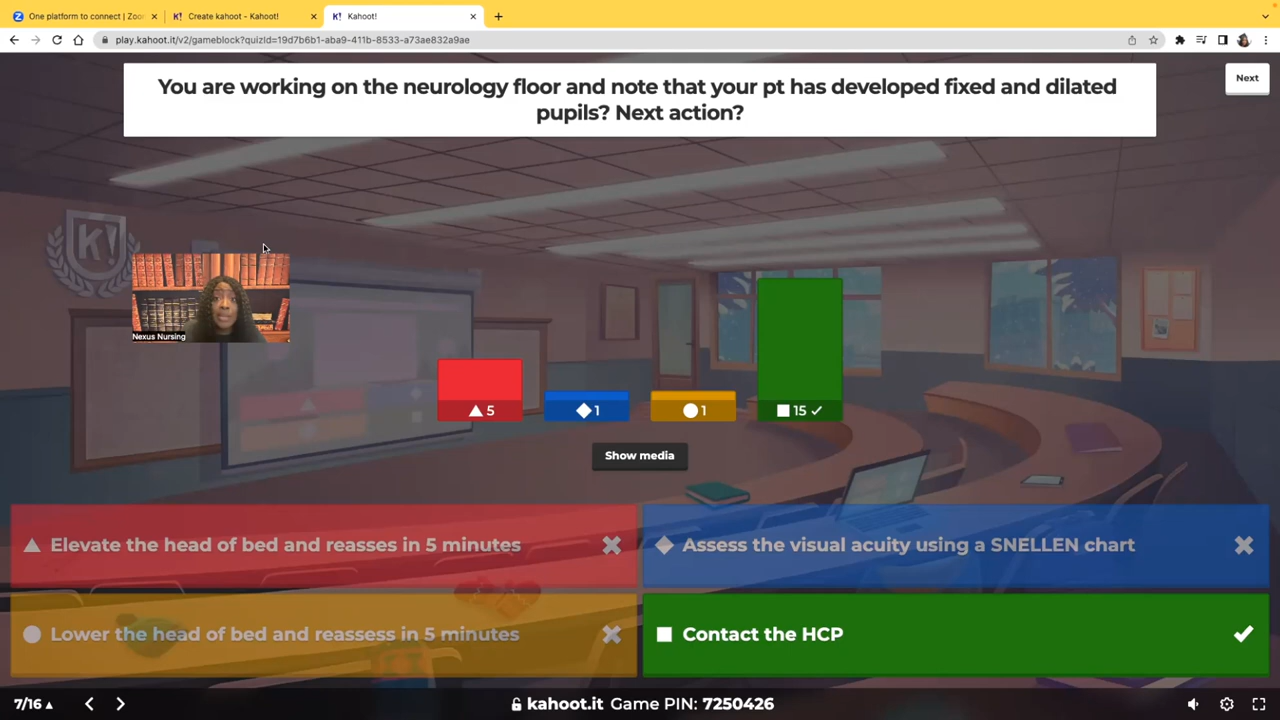 One platform to connect | Zoo
Create kahoot - Kahoot!
Kahoot!
play.kahoot.it/v2/gameblock?quizId=19d7b6b1-aba9-411b-8533-a73ae832a9ae
You are working on the neurology floor and note that your pt has developed fixed and dilated
pupils? Next action?
Next
K!
Nexus Nursing
5
1
1
15
Show media
Elevate the head of bed and reasses in 5 minutes
Assess the visual acuity using a SNELLEN chart
Lower the head of bed and reassess in 5 minutes
Contact the HCP
7/16
kahoot.it Game PIN: 7250426